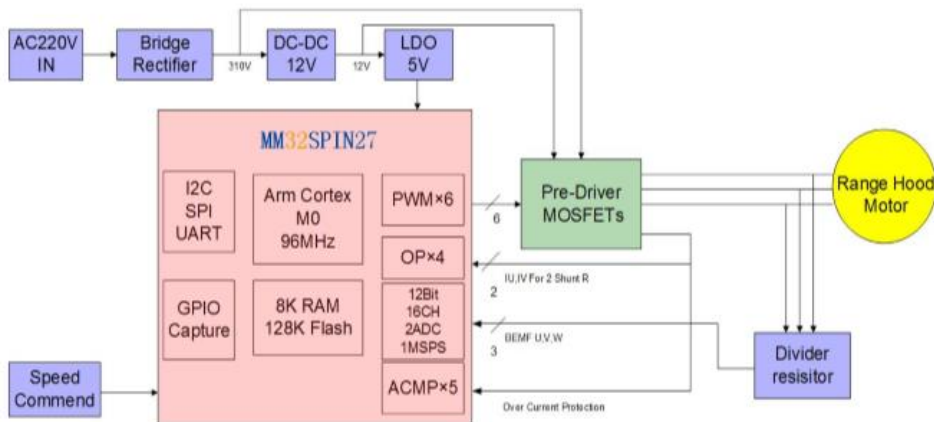 AC220V
IN
Bridge
Rectifier
310V
DC-DC
12V
12V
LDO
5V
MM32SPIN27
I2C
SPI
UART
Arm Cortex
M0
96MHz
PWM×6
6
Pre-Driver
MOSFETs
Range Hood
Motor
OP×4
2
IU,IV For 2 Shunt R
GPIO
Capture
8K RAM
128K Flash
12Bit
16CH
2ADC
1MSPS
3
BEMF U,V,W
Divider
resisitor
Speed
Commend
ACMP×5
Over Current Protection